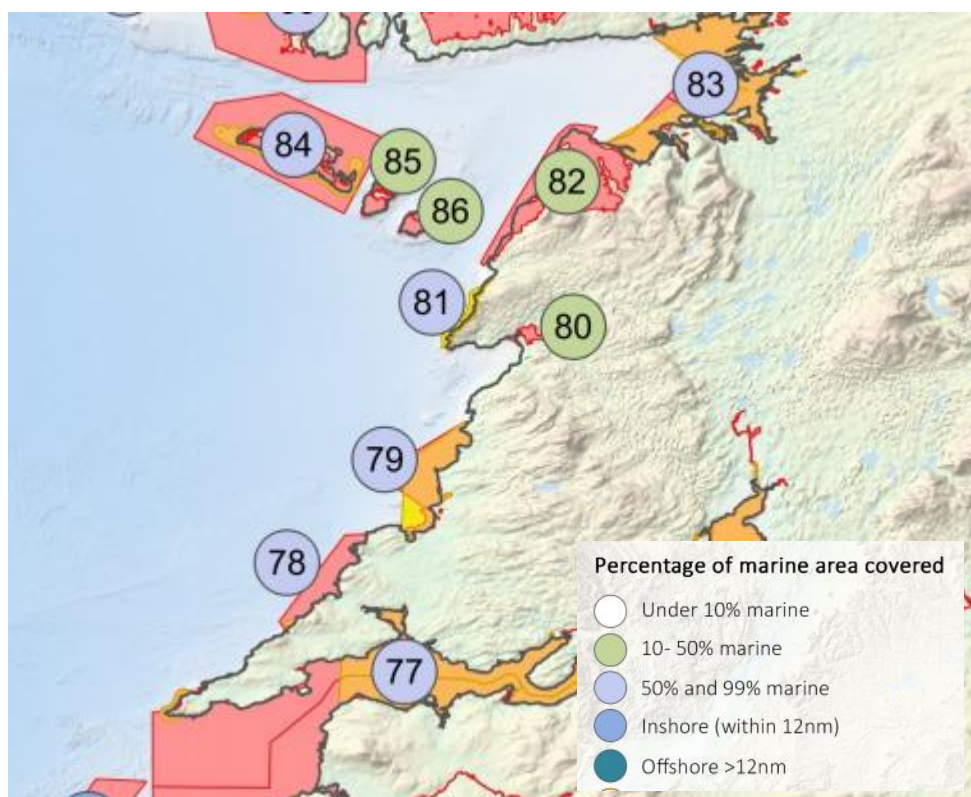 83
84
85
82
86
81
80
79
78
77
Percentage of marine area covered
Under 10% marine
10- 50% marine
50% and 99% marine
Inshore (within 12nm)
Offshore >12nm